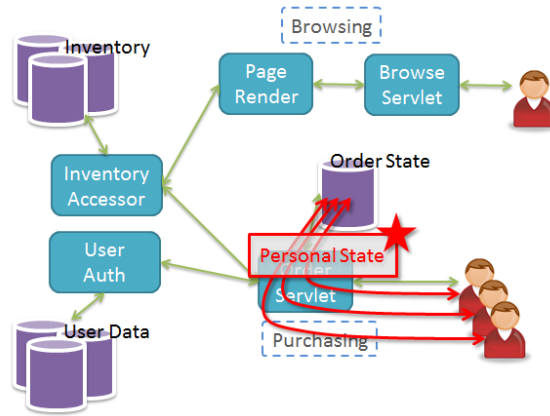 Browsing
Inventory
Page
Render
Browse
Servlet
Order State
Inventory
Accessor
User
Auth
Personal State
Order
Servlet
User Data
Purchasing